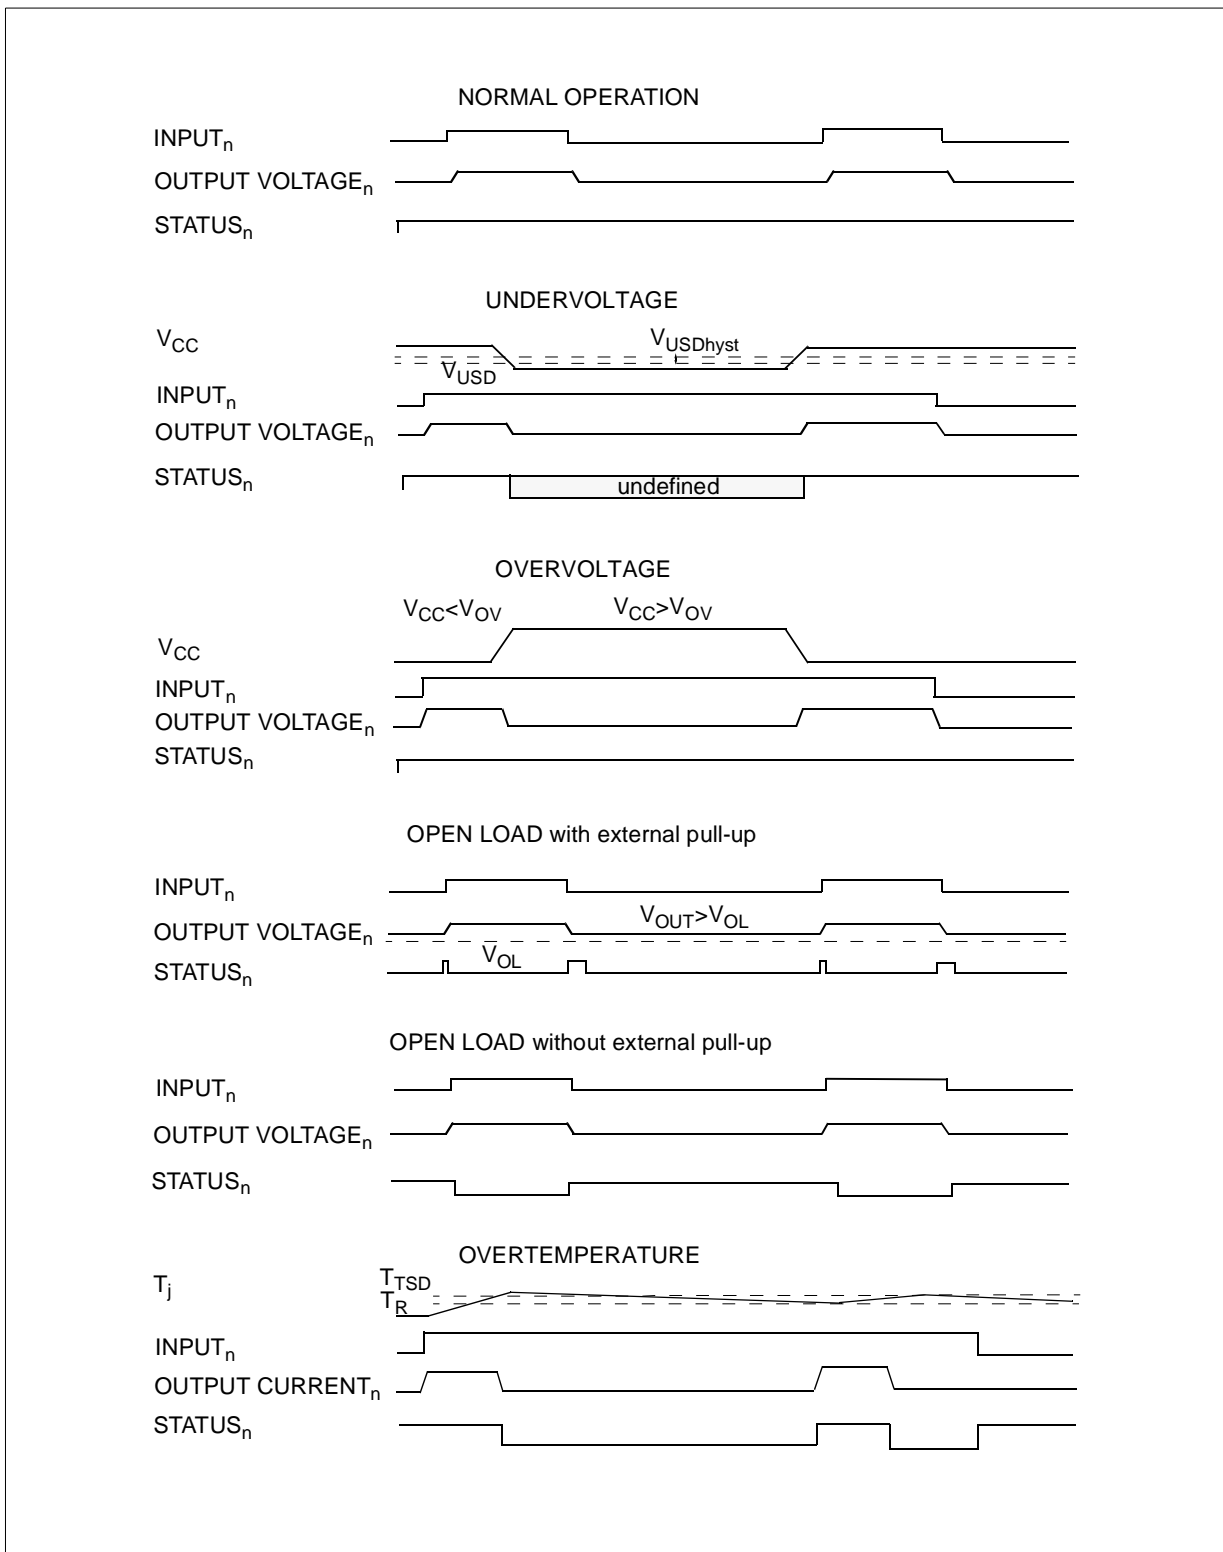 NORMAL OPERATION
INPUTn
OUTPUT VOLTAGEn
STATUSn
UNDERVOLTAGE
VCC
VUSDhyst
VUSD
INPUTn
OUTPUT VOLTAGEn
STATUSn
undefined
OVERVOLTAGE
VCC<VOV
VCC>VOV
VCC
INPUTn
OUTPUT VOLTAGEn
STATUSn
OPEN LOAD with external pull-up
INPUTn
VOUT>VOL
OUTPUT VOLTAGEn
VOL
STATUSn
OPEN LOAD without external pull-up
INPUTn
OUTPUT VOLTAGEn
STATUSn
OVERTEMPERATURE
Tj
TTSD
TR
INPUTn
OUTPUT CURRENTn
STATUSn